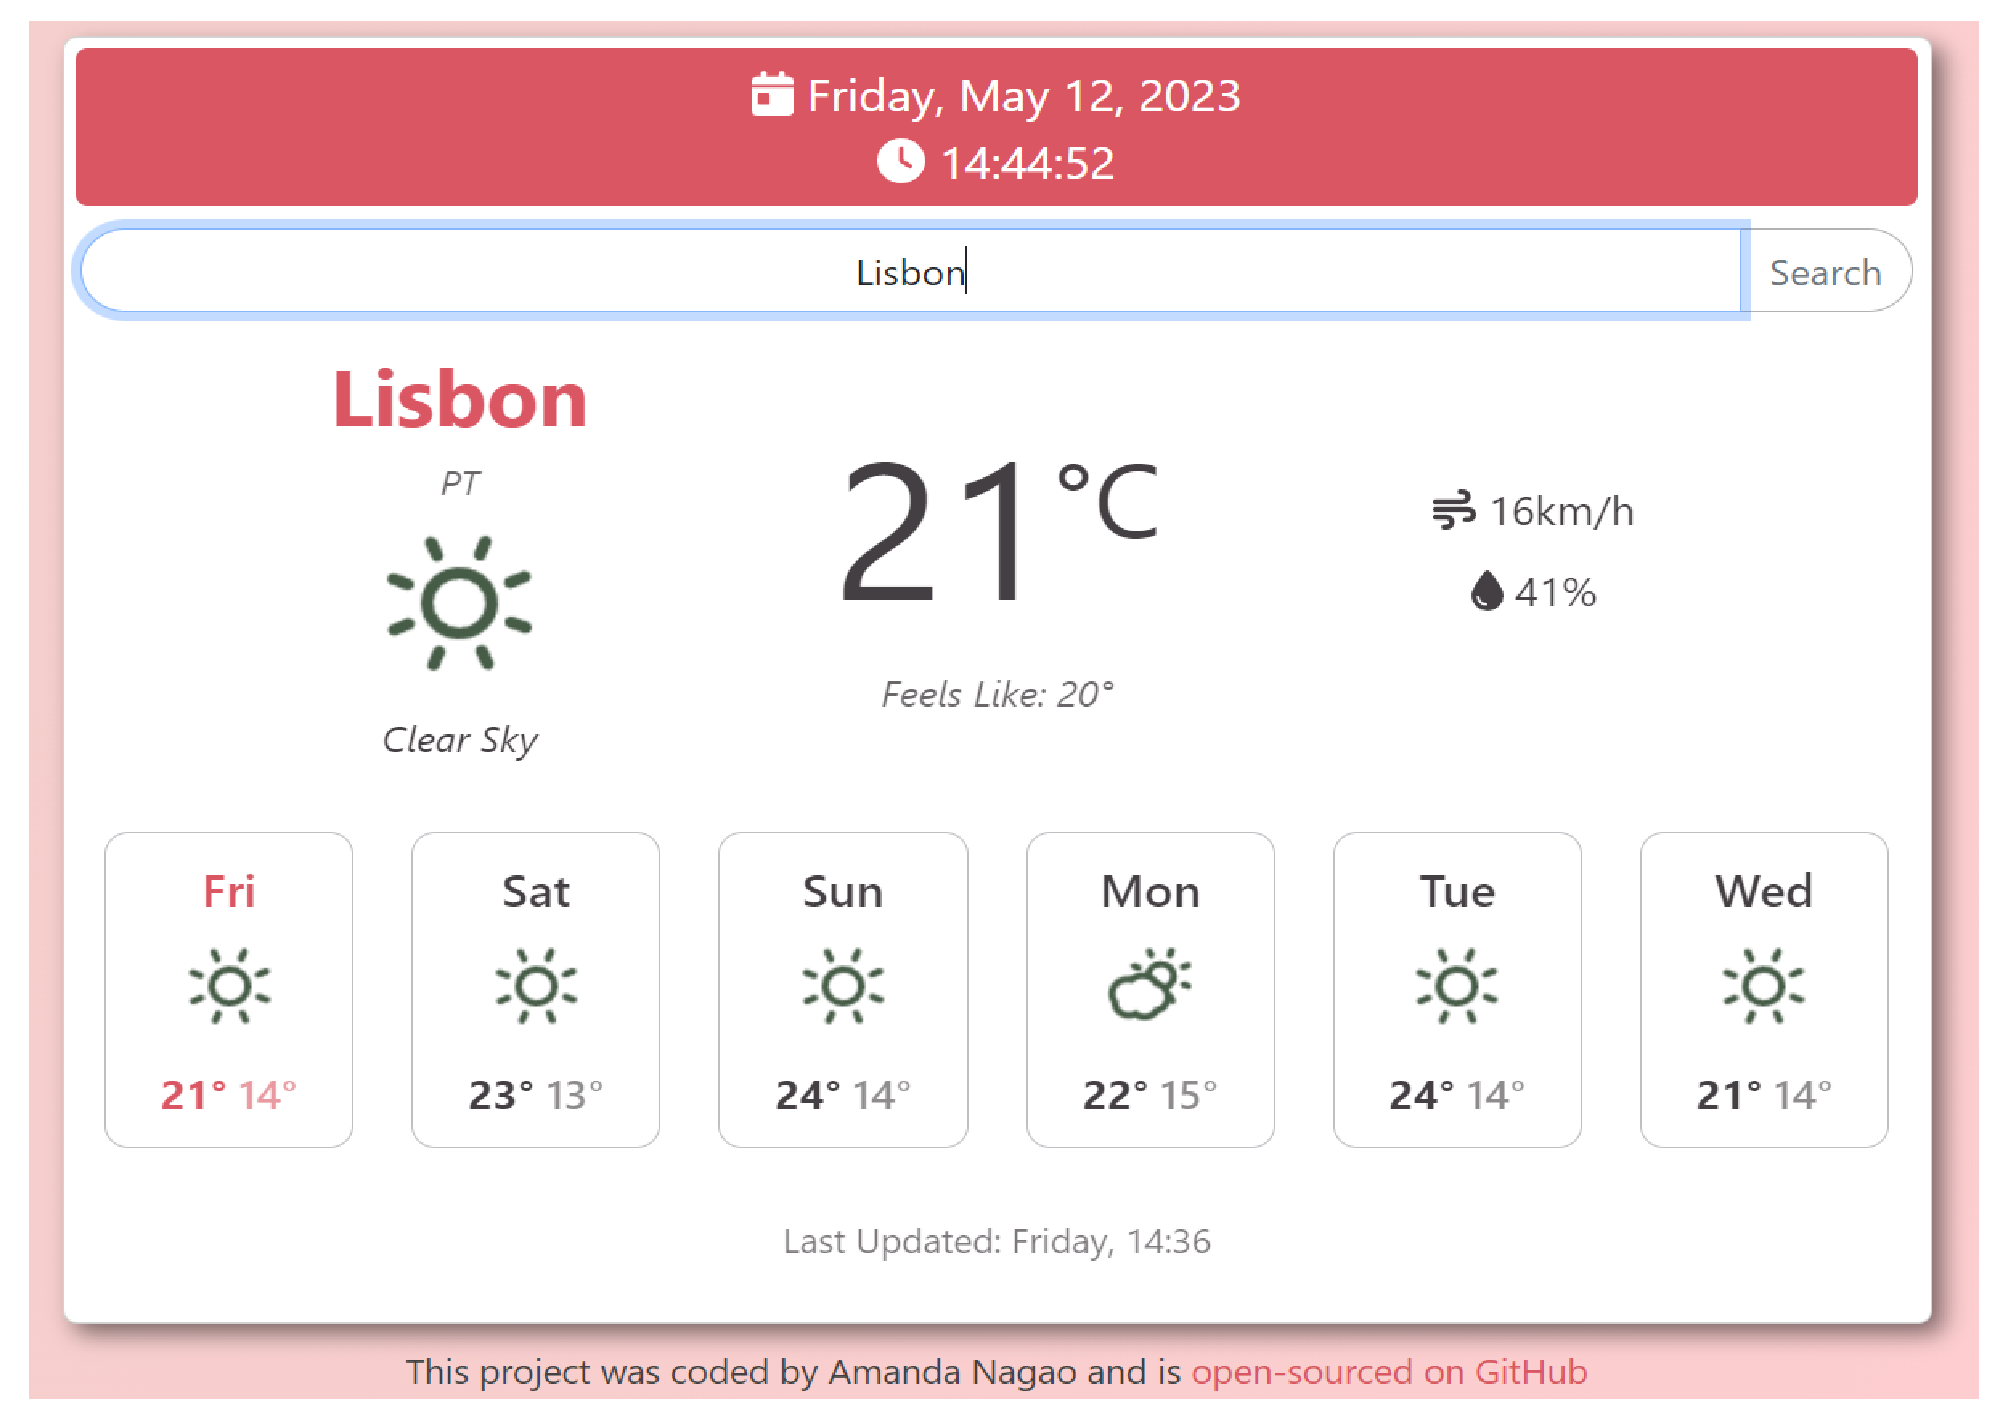 Friday, May 12, 2023
14:44:52
Lisbon
Search
Lisbon
PT
Clear Sky
21°C
Feels Like: 20°
16km/h
41%
Fri
21° 14°
Sat
23° 13°
Sun
24° 14°
Mon
22° 15°
Tue
24° 14°
Wed
21° 14°
Last Updated: Friday, 14:36
This project was coded by Amanda Nagao and is open-sourced on GitHub